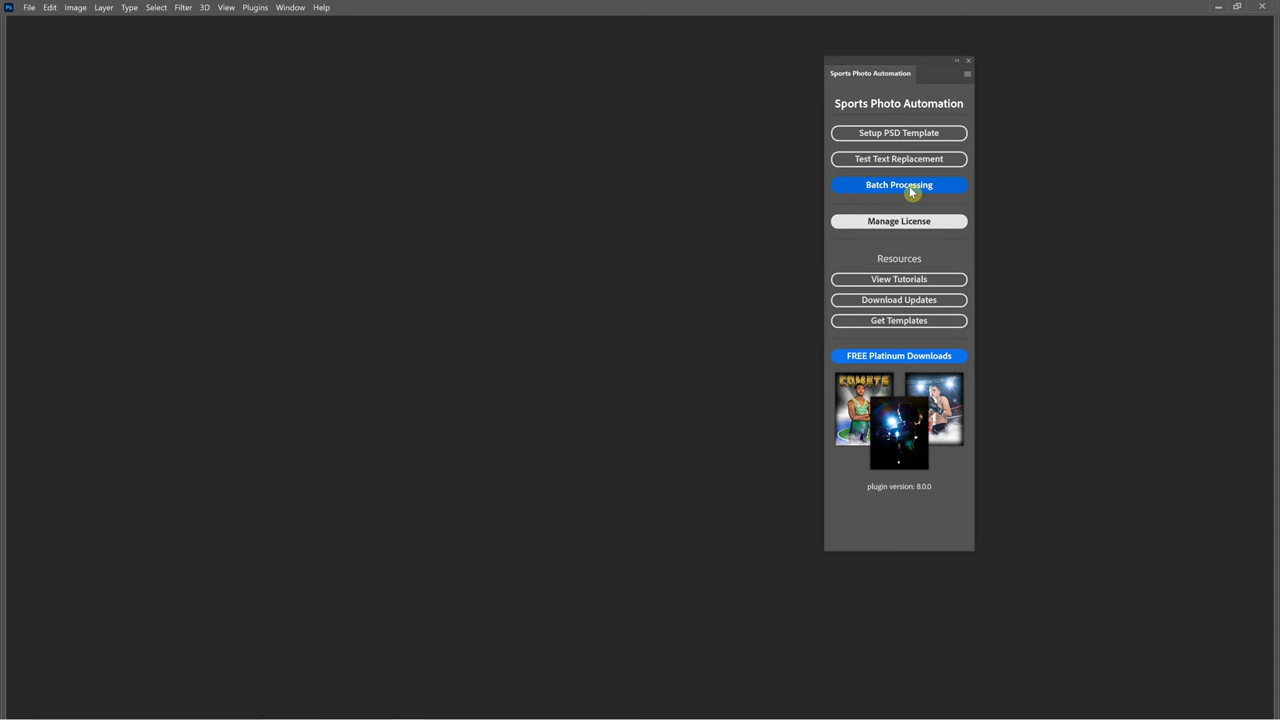 Ps File Edit Image Layer Type Select Filter 3D View Plugins Window Help
Sports Photo Automation
Sports Photo Automation
Setup PSD Template
Test Text Replacement
Batch Processing
Manage License
Resources
View Tutorials
Download Updates
Get Templates
FREE Platinum Downloads
COMETS
plugin version: 8.0.0